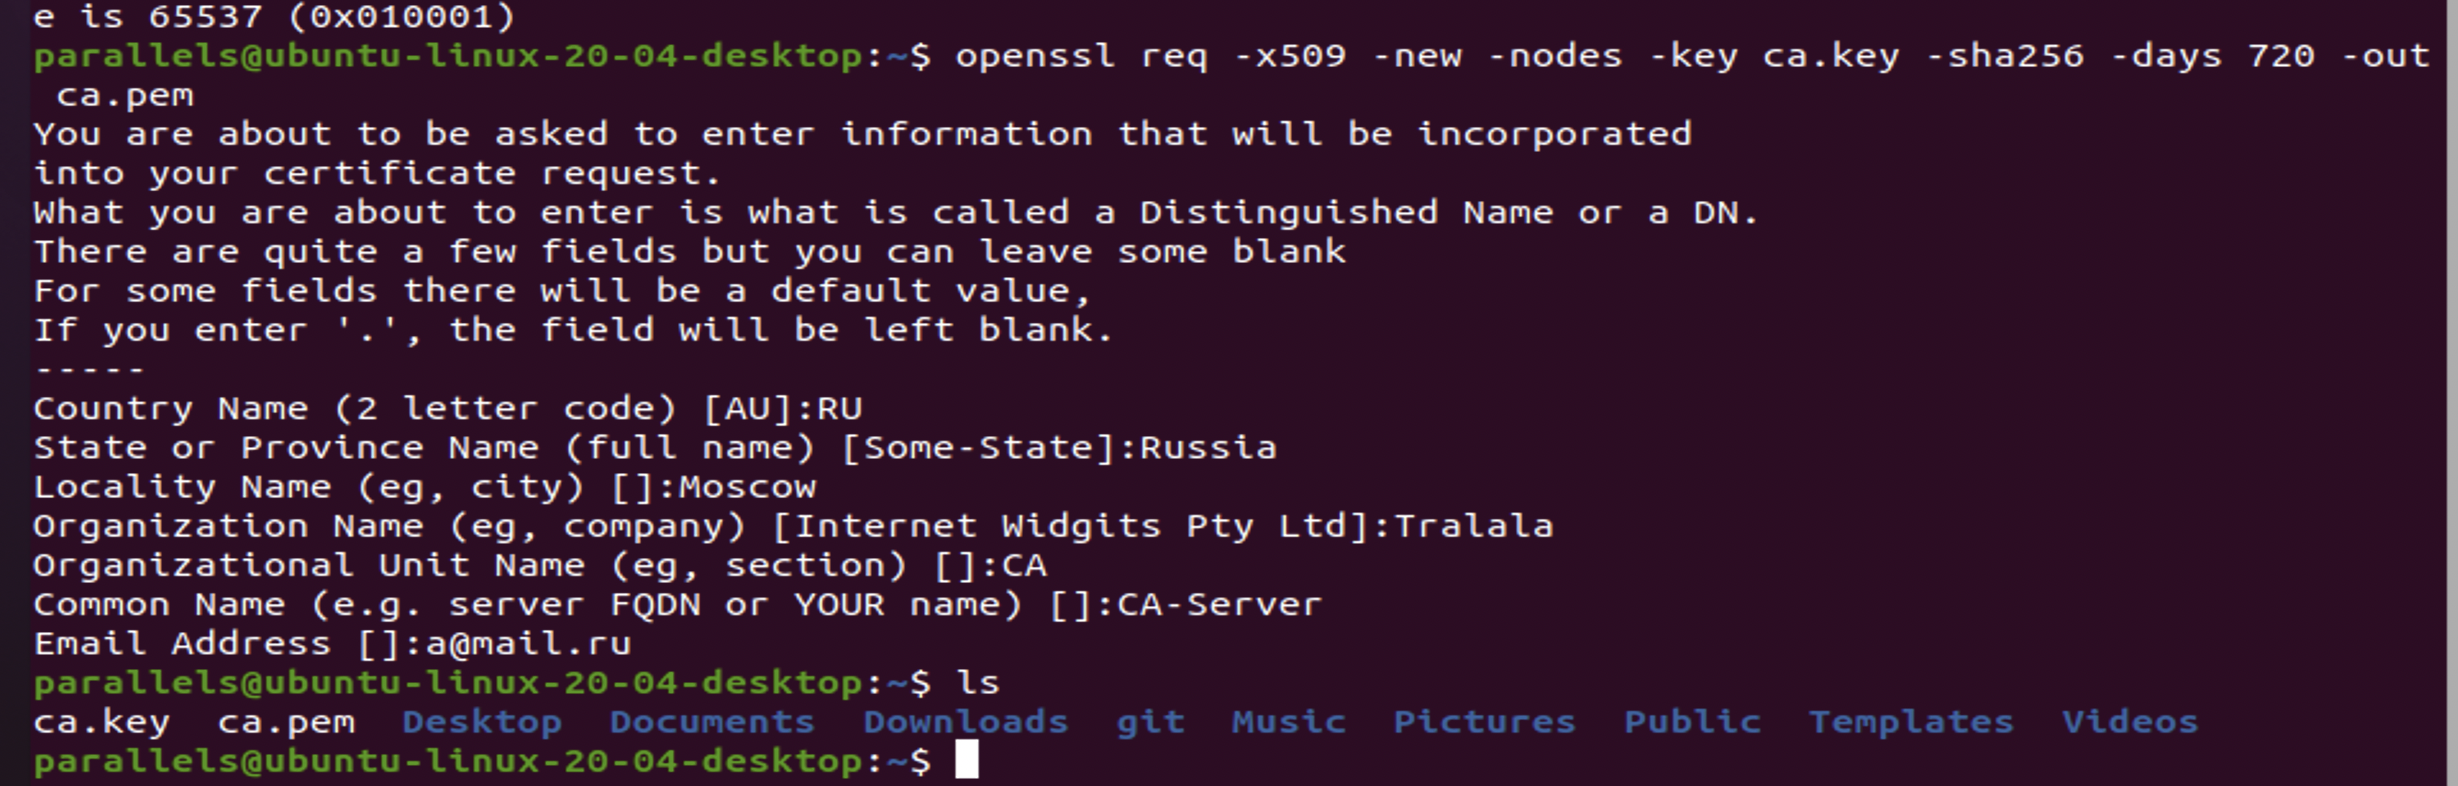 e is 65537 (0x010001)
parallels@ubuntu-linux-20-04-desktop:~$ openssl req -x509 -new -nodes -key ca.key -sha256 -days 720 -out
 ca.pem
You are about to be asked to enter information that will be incorporated
into your certificate request.
What you are about to enter is what is called a Distinguished Name or a DN.
There are quite a few fields but you can leave some blank
For some fields there will be a default value,
If you enter '.', the field will be left blank.
-----
Country Name (2 letter code) [AU]:RU
State or Province Name (full name) [Some-State]:Russia
Locality Name (eg, city) []:Moscow
Organization Name (eg, company) [Internet Widgits Pty Ltd]:Tralala
Organizational Unit Name (eg, section) []:CA
Common Name (e.g. server FQDN or YOUR name) []:CA-Server
Email Address []:a@mail.ru
parallels@ubuntu-linux-20-04-desktop:~$ ls
ca.key  ca.pem  Desktop  Documents  Downloads  git  Music  Pictures  Public  Templates  Videos
parallels@ubuntu-linux-20-04-desktop:~$